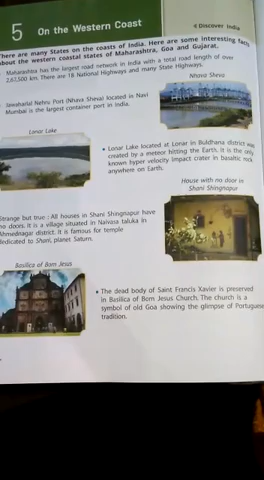 5 On the Western Coast
Discover India
There are many States on the coasts of India. Here are some interesting facts
about the western coastal states of Maharashtra, Goa and Gujarat.
Maharashtra has the largest road network in India with a total road length of over
2,67,500 km. There are 18 National Highways and many State Highways.
Nhava Sheva
Jawaharlal Nehru Port (Nhava Sheva) located in Navi
Mumbai is the largest container port in India.
Lonar Lake
• Lonar Lake located at Lonar in Buldhana district was
created by a meteor hitting the Earth. It is the only
known hyper velocity impact crater in basaltic rock
anywhere on Earth.
House with no door in
Shani Shingnapur
Strange but true : All houses in Shani Shingnapur have
no doors. It is a village situated in Nevasa taluka in
Ahmednagar district. It is famous for temple
dedicated to Shani, planet Saturn.
Basilica of Bom Jesus
• The dead body of Saint Francis Xavier is preserved
in Basilica of Bom Jesus Church. The church is a
symbol of old Goa showing the glimpse of Portuguese
tradition.